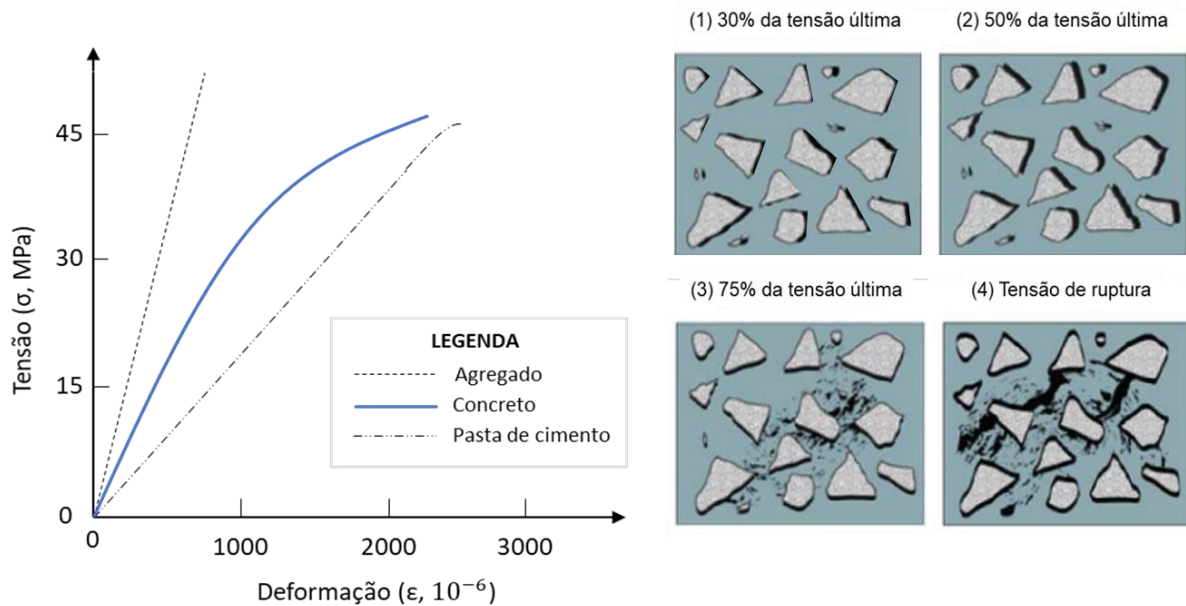 Tensão (σ, MPa)
45
30
15
0
0
1000
2000
3000
Deformação (ε, 10⁻⁶)
LEGENDA
Agregado
Concreto
Pasta de cimento
(1) 30% da tensão última
(2) 50% da tensão última
(3) 75% da tensão última
(4) Tensão de ruptura